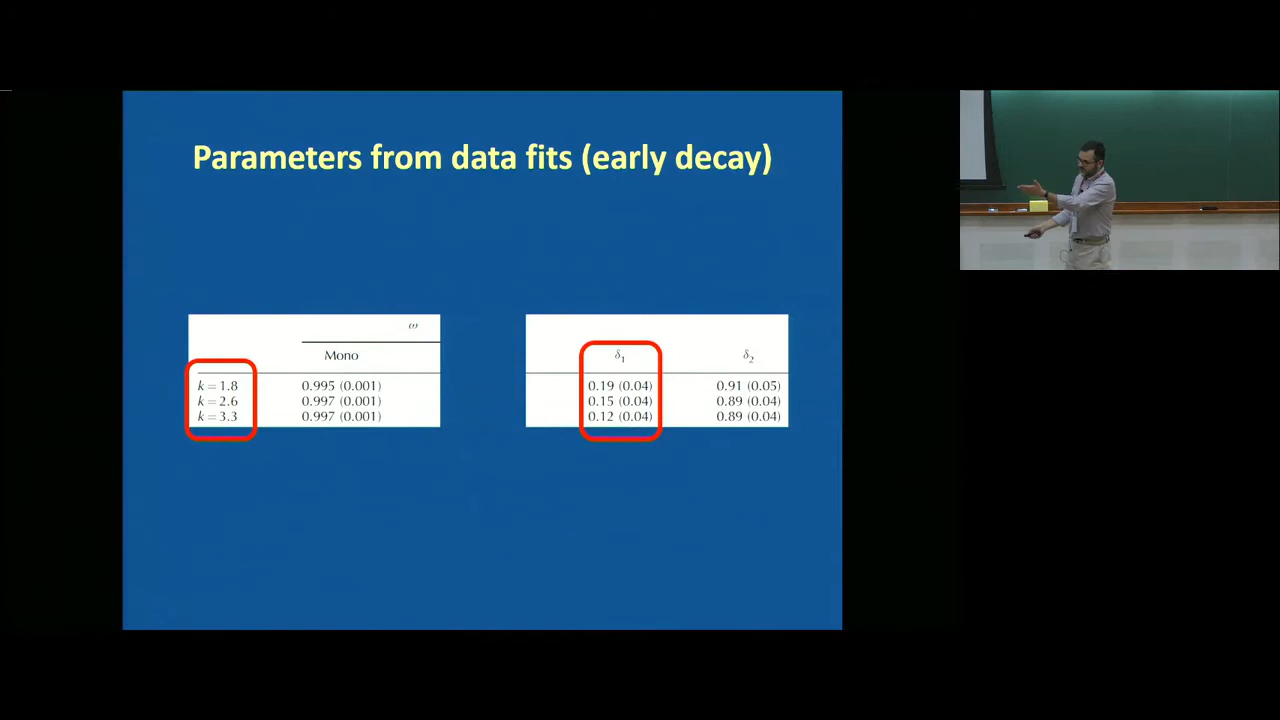 Parameters from data fits (early decay)
ω
Mono
k = 1.8 0.995 (0.001)
k = 2.6 0.997 (0.001)
k = 3.3 0.997 (0.001)
δ1 δ2
0.19 (0.04) 0.91 (0.05)
0.15 (0.04) 0.89 (0.04)
0.12 (0.04) 0.89 (0.04)